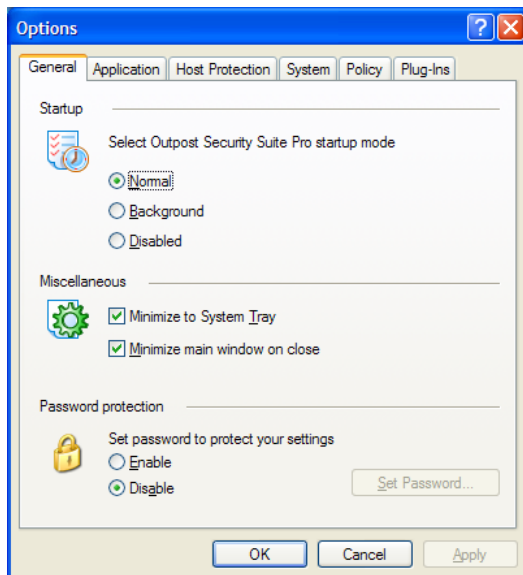 Options
General Application Host Protection System Policy Plug-Ins
Startup
Select Outpost Security Suite Pro startup mode
Normal
Background
Disabled
Miscellaneous
Minimize to System Tray
Minimize main window on close
Password protection
Set password to protect your settings
Enable
Disable
Set Password...
OK Cancel Apply